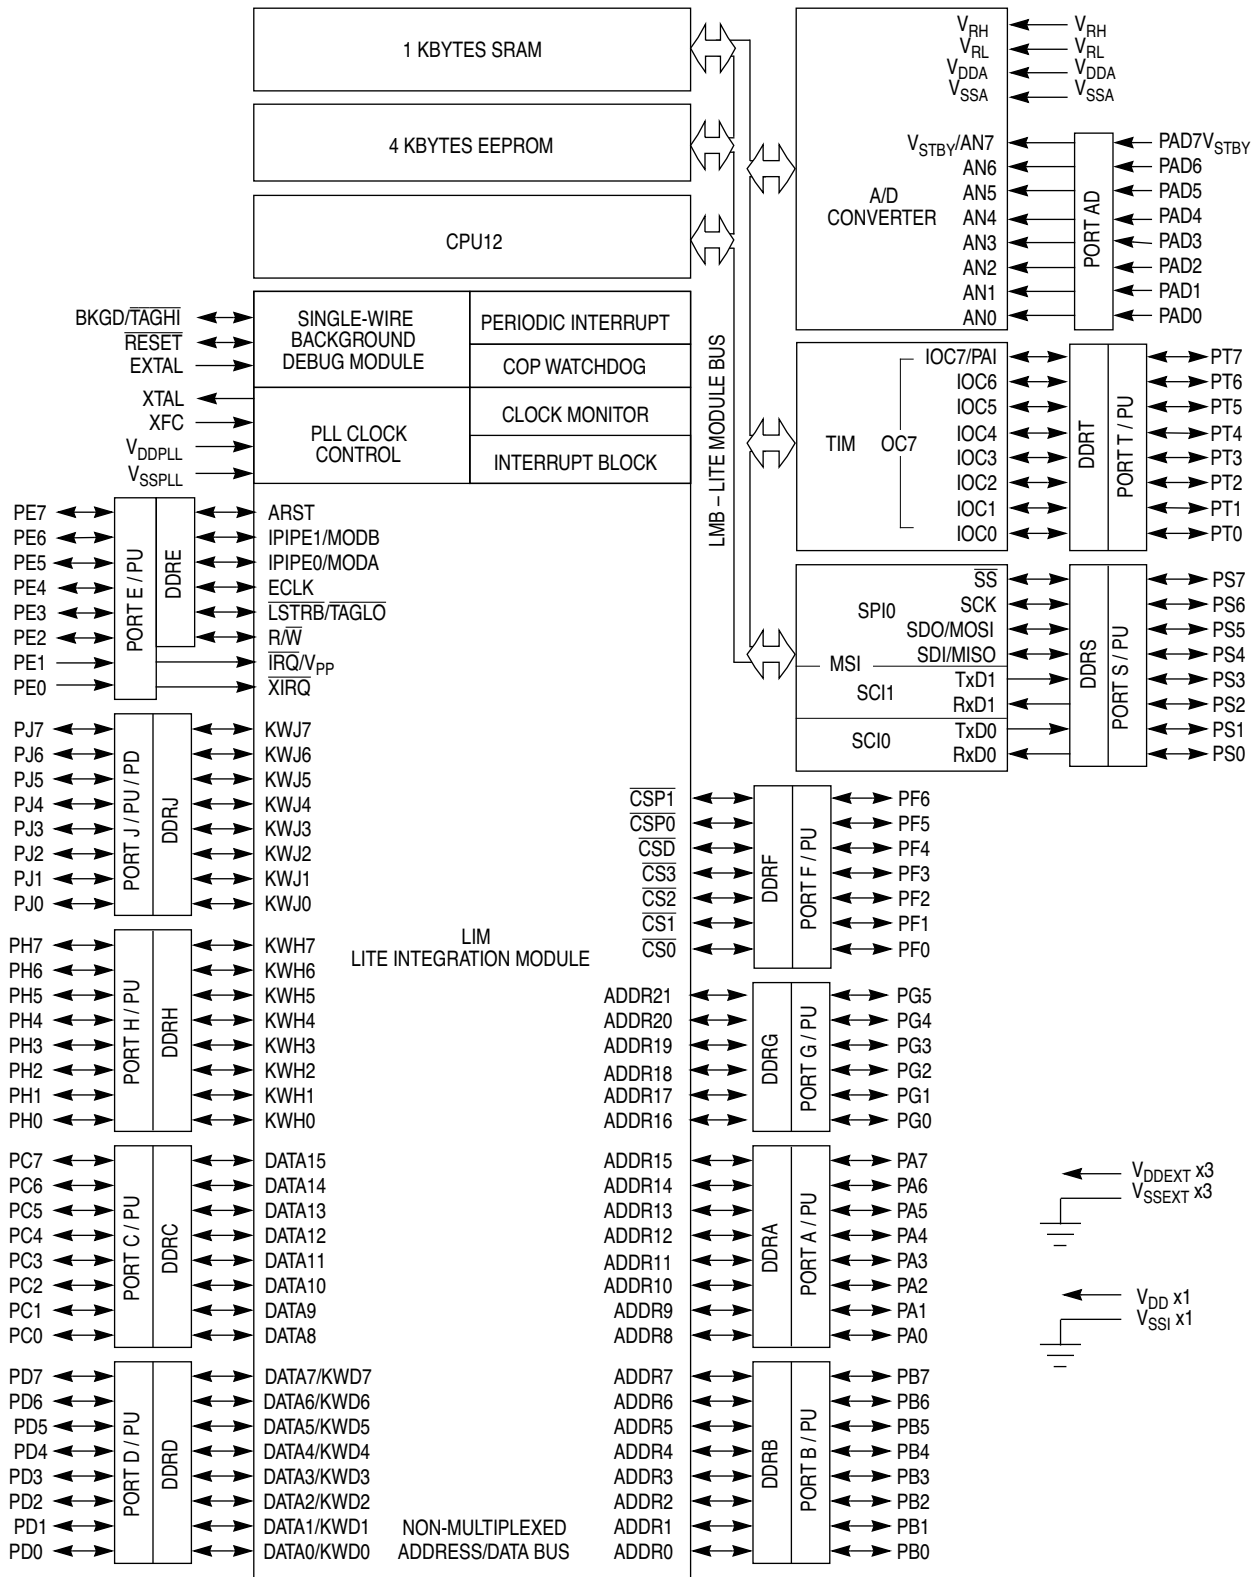 1 KBYTES SRAM
4 KBYTES EEPROM
CPU12
BKGD/TAGHI
RESET
EXTAL
SINGLE-WIRE
BACKGROUND
DEBUG MODULE
PERIODIC INTERRUPT
COP WATCHDOG
XTAL
XFC
VDDPLL
VSSPLL
PLL CLOCK
CONTROL
CLOCK MONITOR
INTERRUPT BLOCK
PE7
PE6
PE5
PE4
PE3
PE2
PE1
PE0
PORT E / PU
DDRE
ARST
IPIPE1/MODB
IPIPE0/MODA
ECLK
LSTRB/TAGLO
R/W
IRQ/VPP
XIRQ
PJ7
PJ6
PJ5
PJ4
PJ3
PJ2
PJ1
PJ0
PORT J / PU / PD
DDRJ
KWJ7
KWJ6
KWJ5
KWJ4
KWJ3
KWJ2
KWJ1
KWJ0
PH7
PH6
PH5
PH4
PH3
PH2
PH1
PH0
PORT H / PU
DDRH
KWH7
KWH6
KWH5
KWH4
KWH3
KWH2
KWH1
KWH0
PC7
PC6
PC5
PC4
PC3
PC2
PC1
PC0
PORT C / PU
DDRC
DATA15
DATA14
DATA13
DATA12
DATA11
DATA10
DATA9
DATA8
PD7
PD6
PD5
PD4
PD3
PD2
PD1
PD0
PORT D / PU
DDRD
DATA7/KWD7
DATA6/KWD6
DATA5/KWD5
DATA4/KWD4
DATA3/KWD3
DATA2/KWD2
DATA1/KWD1
DATA0/KWD0
LIM
LITE INTEGRATION MODULE
NON-MULTIPLEXED
ADDRESS/DATA BUS
LMB – LITE MODULE BUS
A/D
CONVERTER
VRH
VRL
VDDA
VSSA
VRH
VRL
VDDA
VSSA
VSTBY/AN7
AN6
AN5
AN4
AN3
AN2
AN1
AN0
PORT AD
PAD7VSTBY
PAD6
PAD5
PAD4
PAD3
PAD2
PAD1
PAD0
TIM
OC7
IOC7/PAI
IOC6
IOC5
IOC4
IOC3
IOC2
IOC1
IOC0
DDRT
PORT T / PU
PT7
PT6
PT5
PT4
PT3
PT2
PT1
PT0
SPI0
MSI
SCI1
SCI0
SS
SCK
SDO/MOSI
SDI/MISO
TxD1
RxD1
TxD0
RxD0
DDRS
PORT S / PU
PS7
PS6
PS5
PS4
PS3
PS2
PS1
PS0
CSP1
CSP0
CSD
CS3
CS2
CS1
CS0
DDRF
PORT F / PU
PF6
PF5
PF4
PF3
PF2
PF1
PF0
ADDR21
ADDR20
ADDR19
ADDR18
ADDR17
ADDR16
DDRG
PORT G / PU
PG5
PG4
PG3
PG2
PG1
PG0
ADDR15
ADDR14
ADDR13
ADDR12
ADDR11
ADDR10
ADDR9
ADDR8
DDRA
PORT A / PU
PA7
PA6
PA5
PA4
PA3
PA2
PA1
PA0
ADDR7
ADDR6
ADDR5
ADDR4
ADDR3
ADDR2
ADDR1
ADDR0
DDRB
PORT B / PU
PB7
PB6
PB5
PB4
PB3
PB2
PB1
PB0
VDDEXT x3
VSSEXT x3
VDD x1
VSSI x1